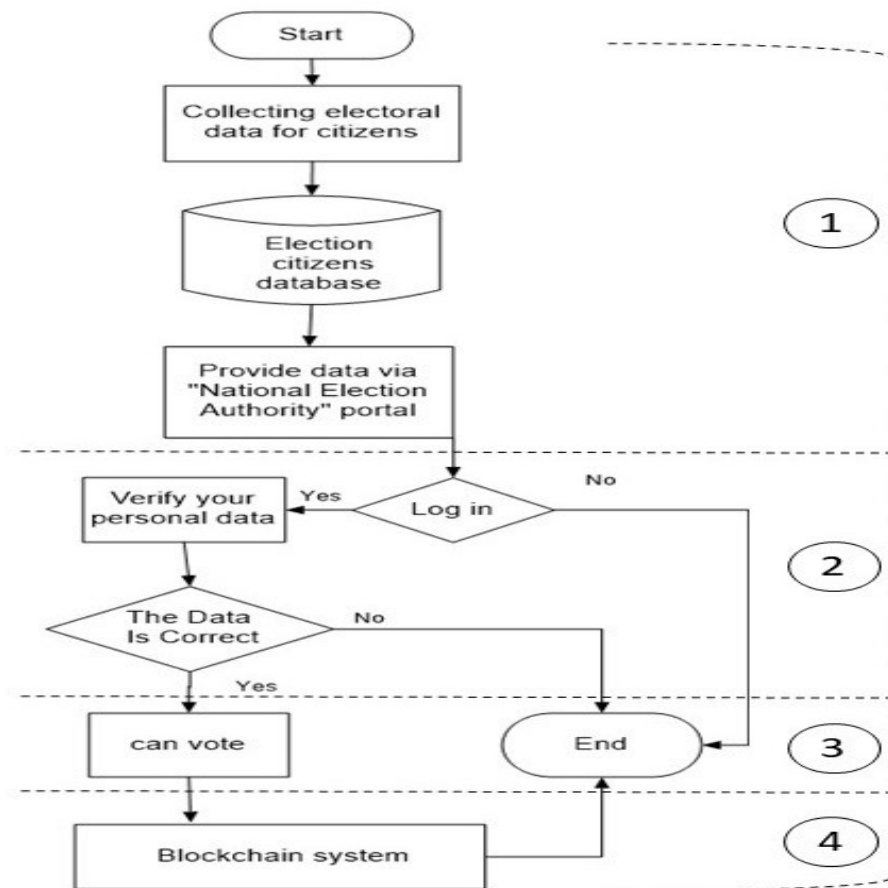 Start
Collecting electoral
data for citizens
Election
citizens
database
1
Provide data via
"National Election
Authority" portal
Verify your
personal data
Yes
Log in
No
2
The Data
Is Correct
No
Yes
can vote
End
3
Blockchain system
4